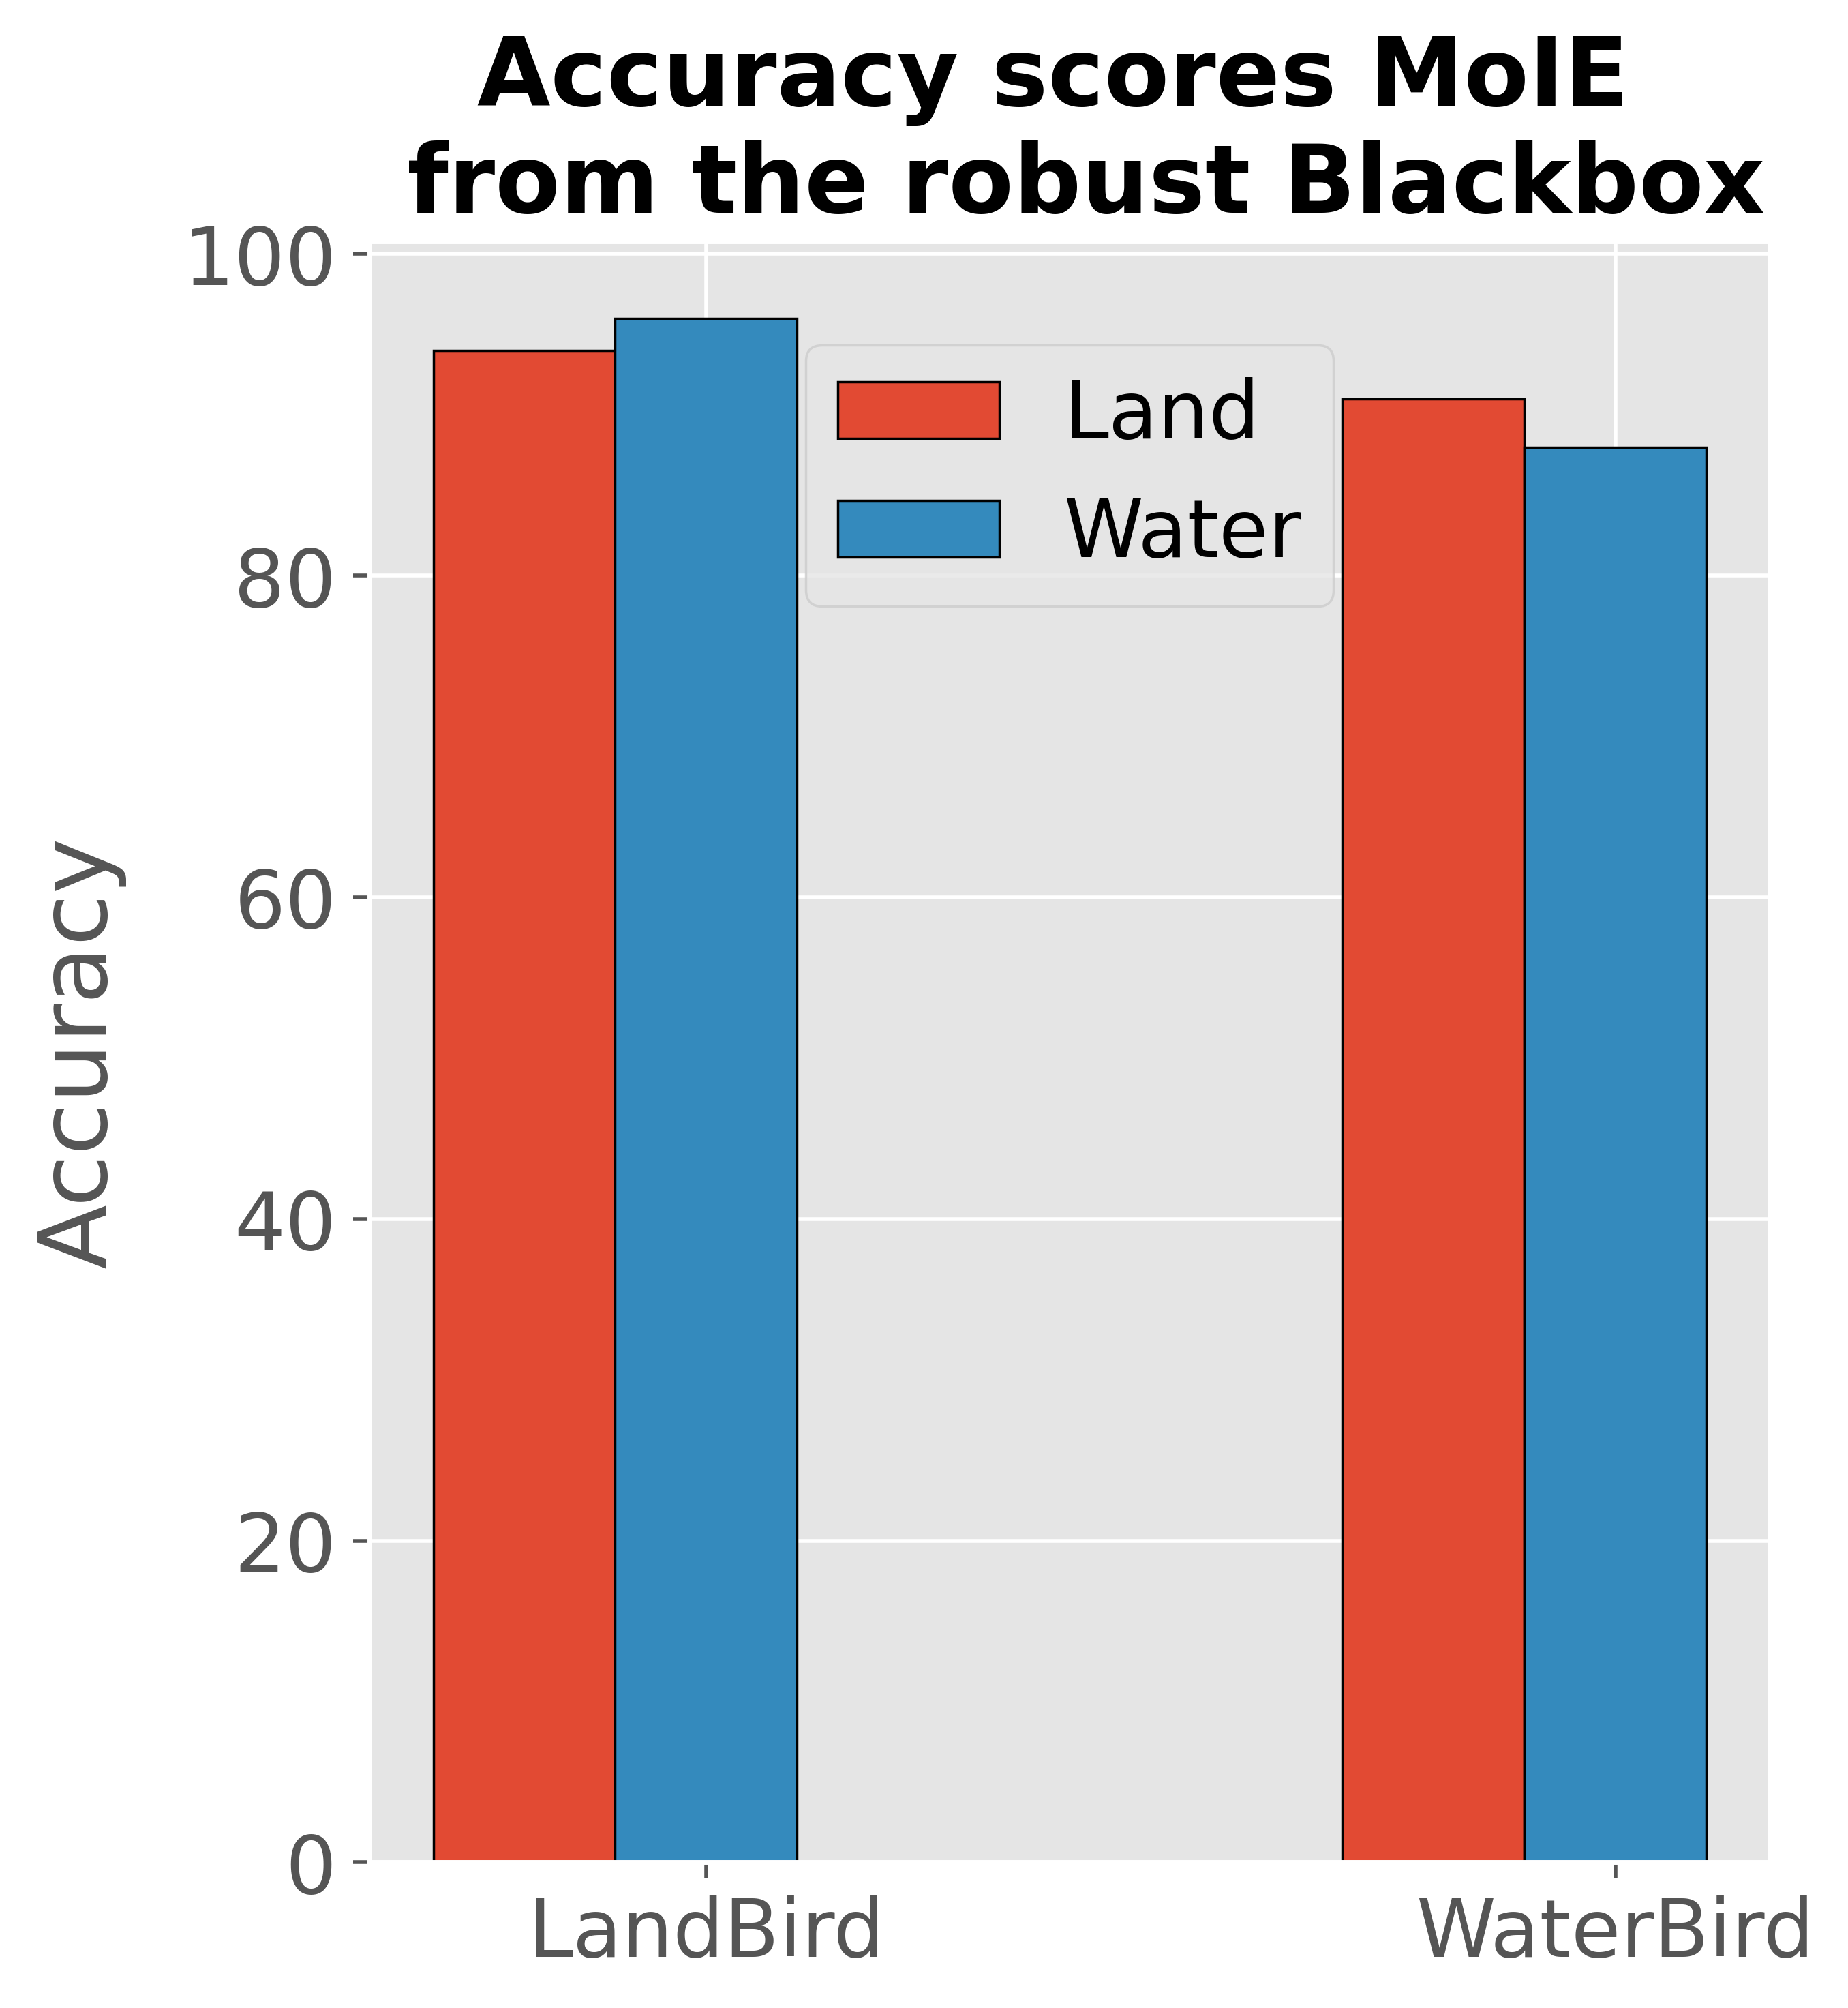 Accuracy scores MoIE
from the robust Blackbox
100
80
60
40
20
0
Accuracy
Land
Water
LandBird
WaterBird